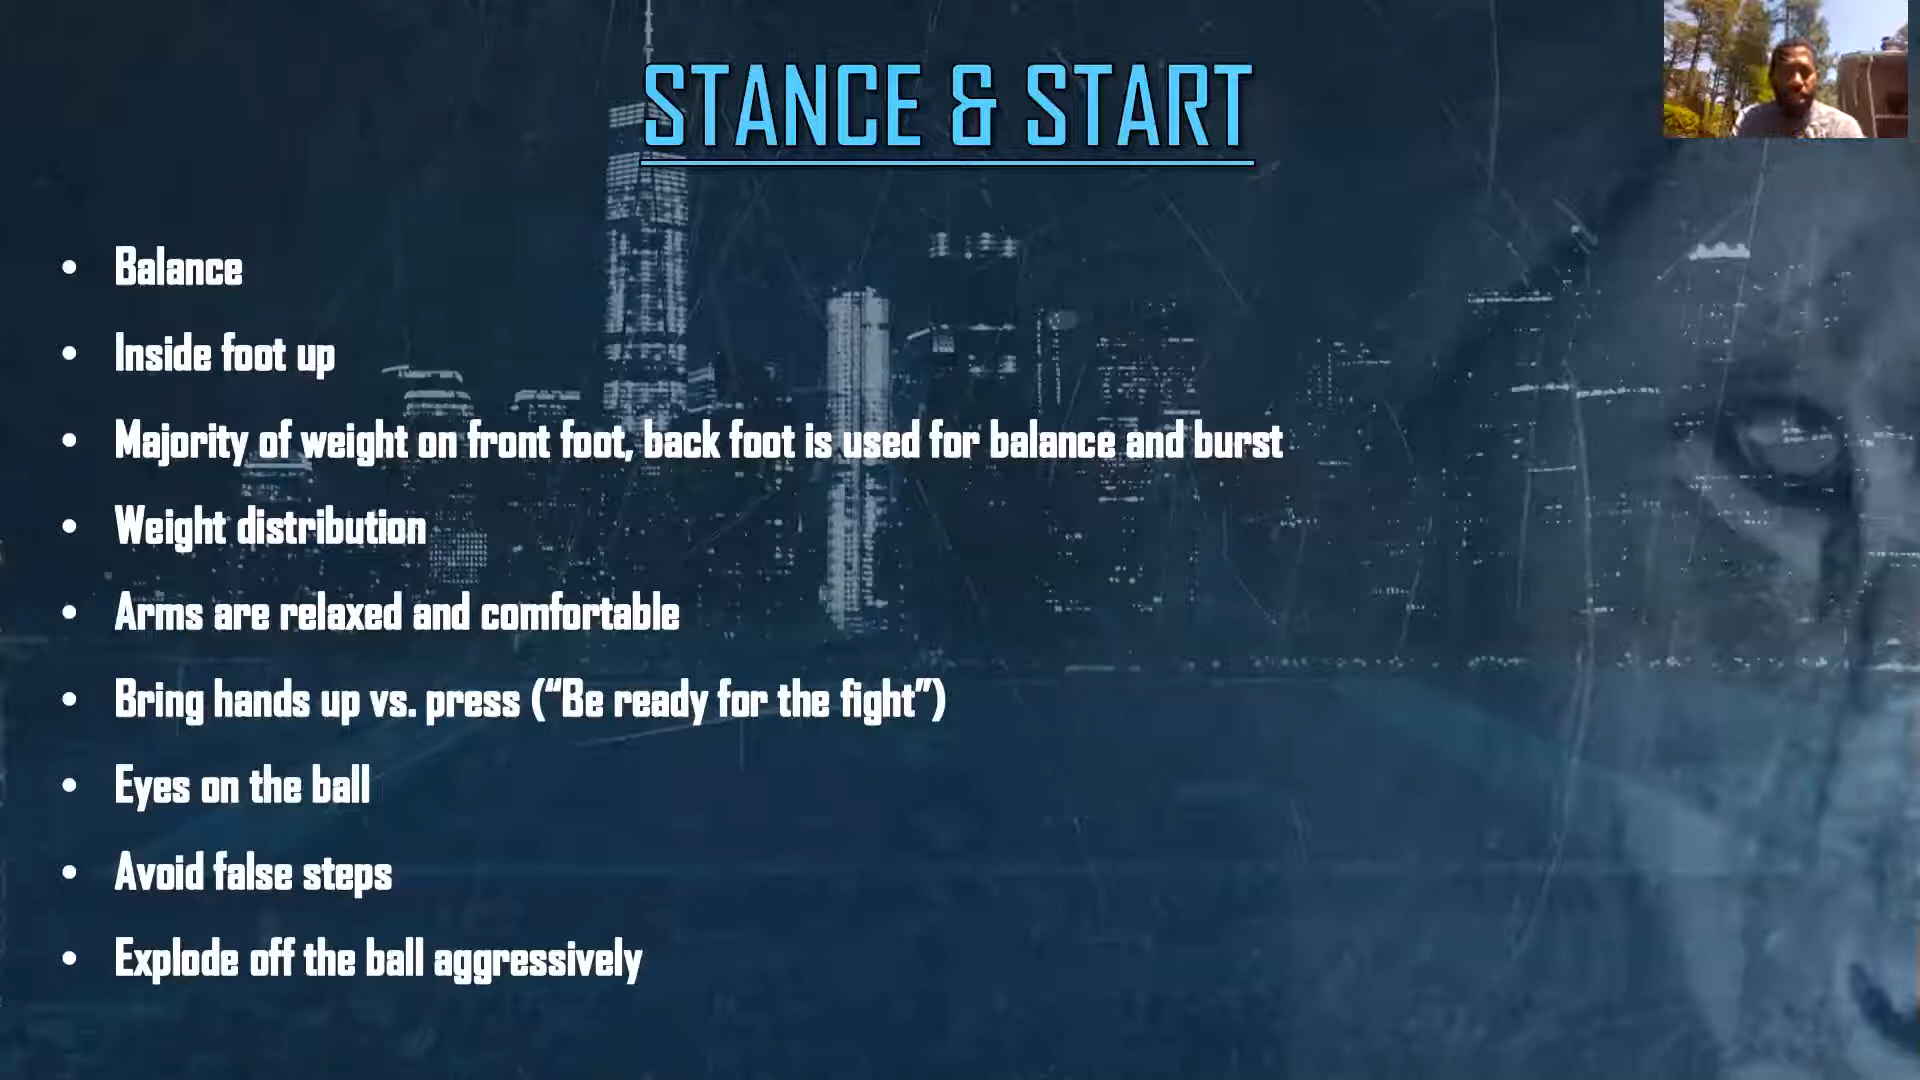 STANCE & START
• Balance
• Inside foot up
• Majority of weight on front foot, back foot is used for balance and burst
• Weight distribution
• Arms are relaxed and comfortable
• Bring hands up vs. press (“Be ready for the fight”)
• Eyes on the ball
• Avoid false steps
• Explode off the ball aggressively